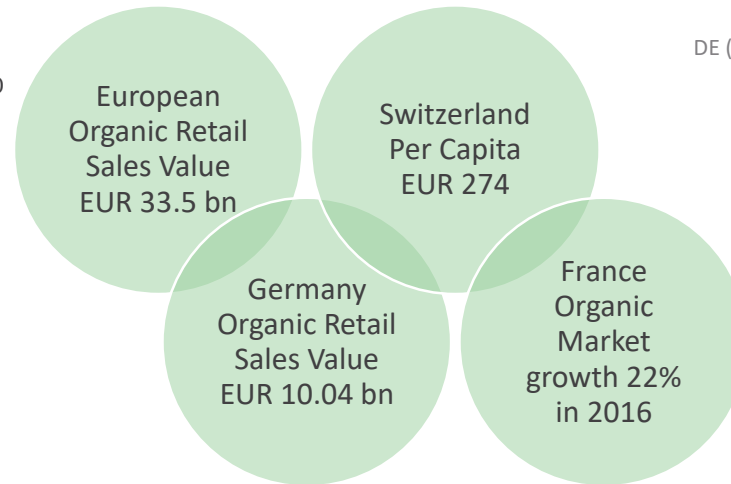 DE (
European
Organic Retail
Sales Value
EUR 33.5 bn
Switzerland
Per Capita
EUR 274
Germany
Organic Retail
Sales Value
EUR 10.04 bn
France
Organic
Market
growth 22%
in 2016